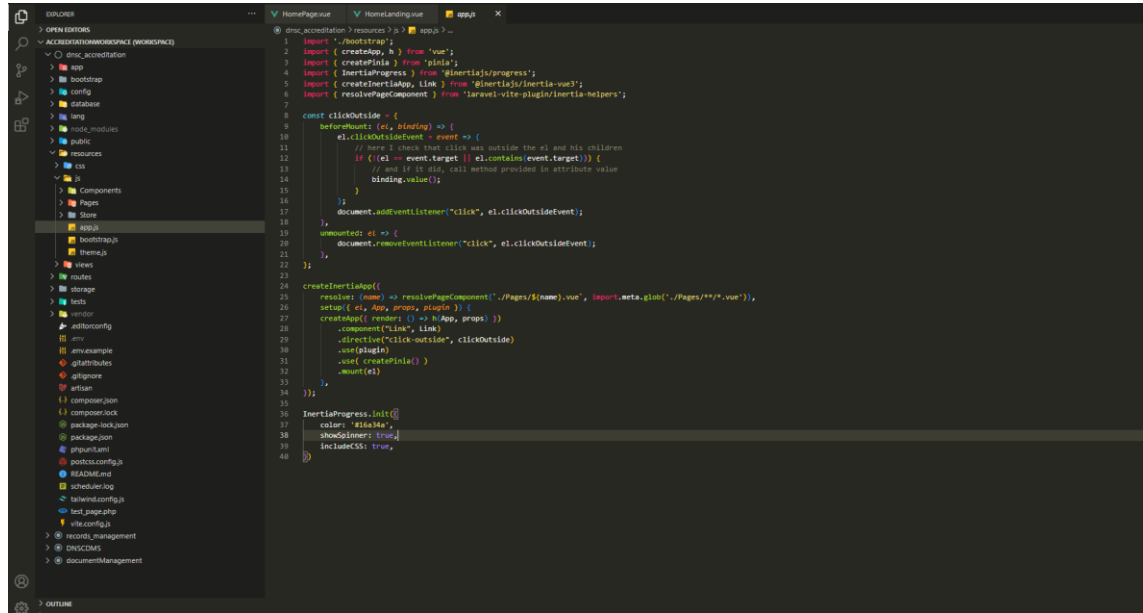 EXPLORER
OPEN EDITORS
ACCREDITATIONWORKSPACE (WORKSPACE)
dnsc_accreditation
app
bootstrap
config
database
lang
node_modules
public
resources
css
js
Components
Pages
Store
app.js
bootstrap.js
theme.js
views
routes
storage
tests
vendor
.editorconfig
.env
.env.example
.gitattributes
.gitignore
artisan
composer.json
composer.lock
package-lock.json
package.json
phpunit.xml
postcss.config.js
README.md
scheduler.log
tailwind.config.js
test_page.php
vite.config.js
records_management
DNSCDMS
documentManagement
OUTLINE
HomePage.vue HomeLanding.vue app.js
dnsc_accreditation > resources > js > app.js > ...
1 import './bootstrap';
2 import { createApp, h } from 'vue';
3 import { createPinia } from 'pinia';
4 import { InertiaProgress } from '@inertiajs/progress';
5 import { createInertiaApp, Link } from '@inertiajs/inertia-vue3';
6 import { resolvePageComponent } from 'laravel-vite-plugin/inertia-helpers';
7
8 const clickOutside = {
9 beforeMount: (el, binding) => {
10 el.clickOutsideEvent = event => {
11 // here I check that click was outside the el and his children
12 if (!(el == event.target || el.contains(event.target))) {
13 // and if it did, call method provided in attribute value
14 binding.value();
15 }
16 };
17 document.addEventListener("click", el.clickOutsideEvent);
18 },
19 unmounted: el => {
20 document.removeEventListener("click", el.clickOutsideEvent);
21 },
22 };
23
24 createInertiaApp({
25 resolve: (name) => resolvePageComponent(`./Pages/${name}.vue`, import.meta.glob('./Pages/**/*.vue')),
26 setup({ el, App, props, plugin }) {
27 createApp({ render: () => h(App, props) })
28 .component("Link", Link)
29 .directive("click-outside", clickOutside)
30 .use(plugin)
31 .use( createPinia() )
32 .mount(el)
33 },
34 });
35
36 InertiaProgress.init({
37 color: '#16a34a',
38 showSpinner: true,
39 includeCSS: true,
40 })